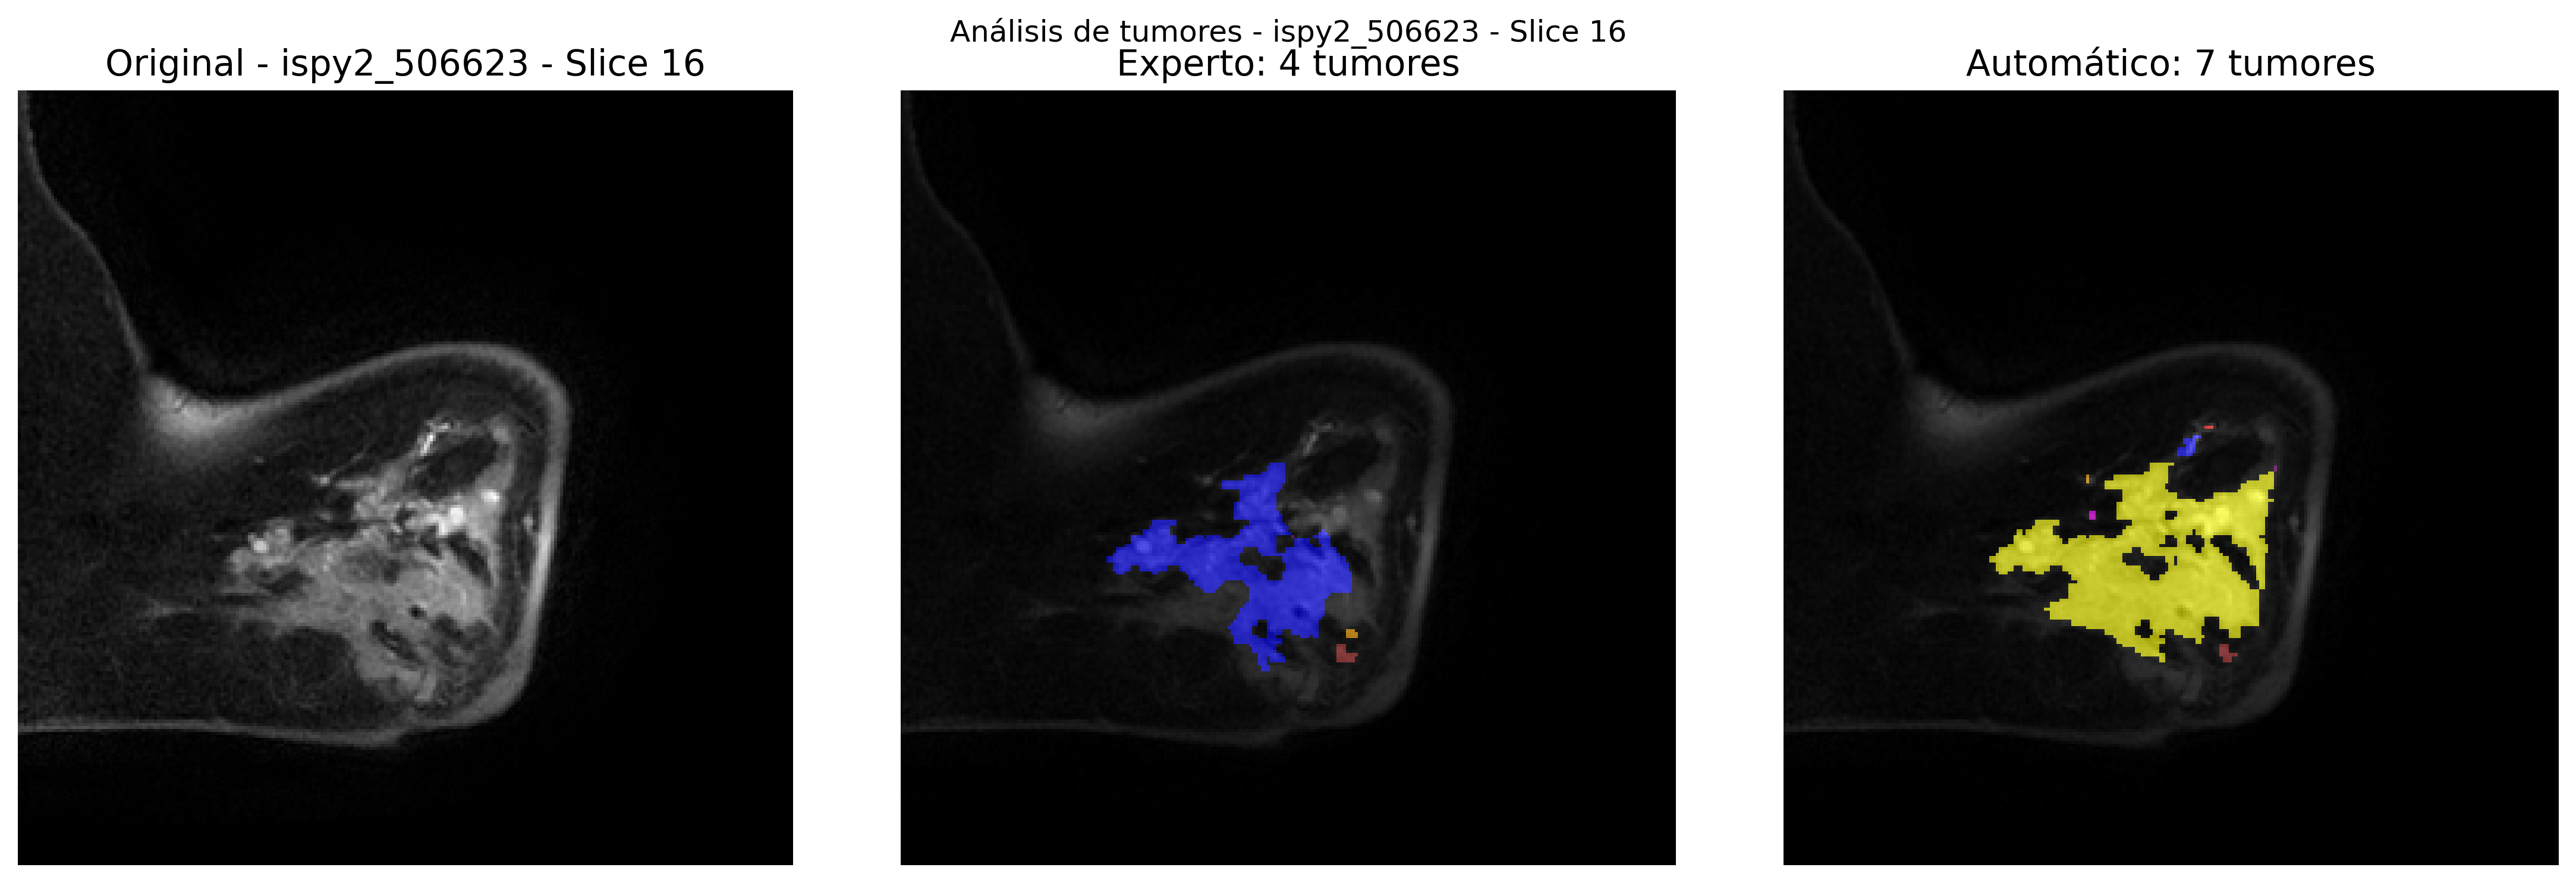 Análisis de tumores - ispy2_506623 - Slice 16
Original - ispy2_506623 - Slice 16
Experto: 4 tumores
Automático: 7 tumores